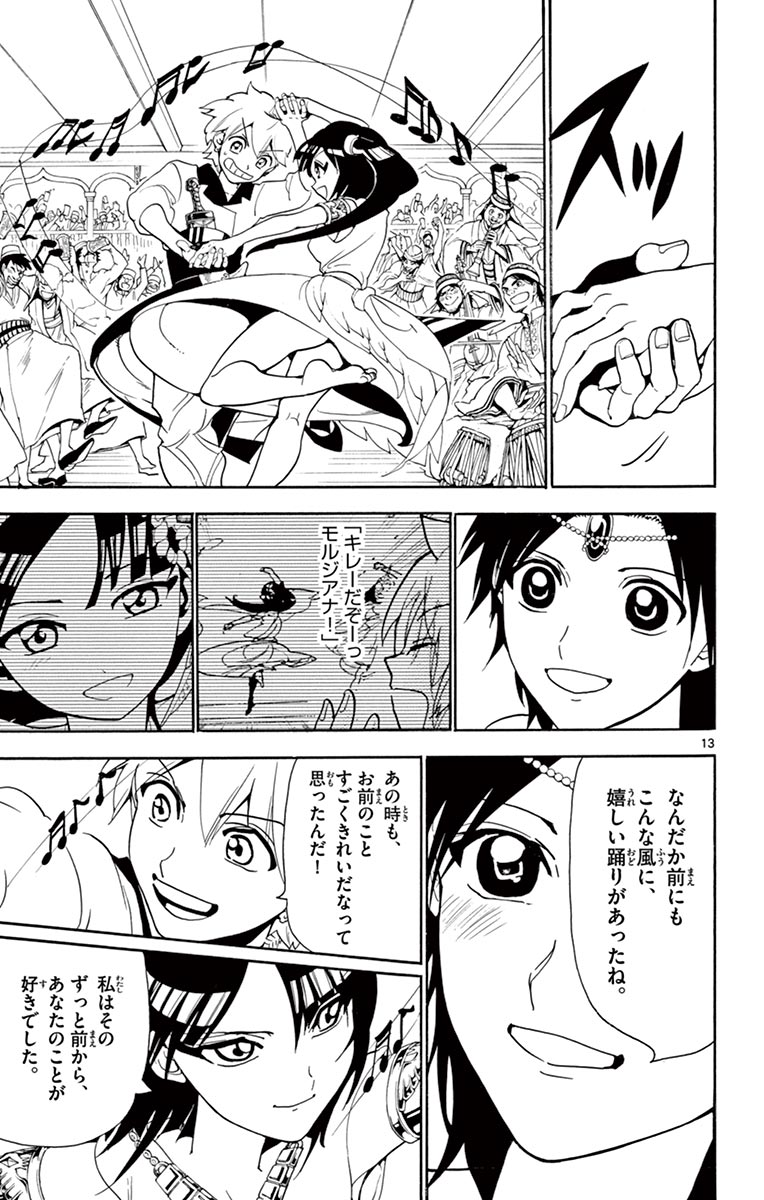 スッ
「キレーだぞーっ
モルジアナ！」
13
なんだか前にも
こんな風に、
嬉しい踊りがあったね。
あの時も、
お前のこと
すごくきれいだなって
思ったんだ！
私はその
ずっと前から、
あなたのことが
好きでした。